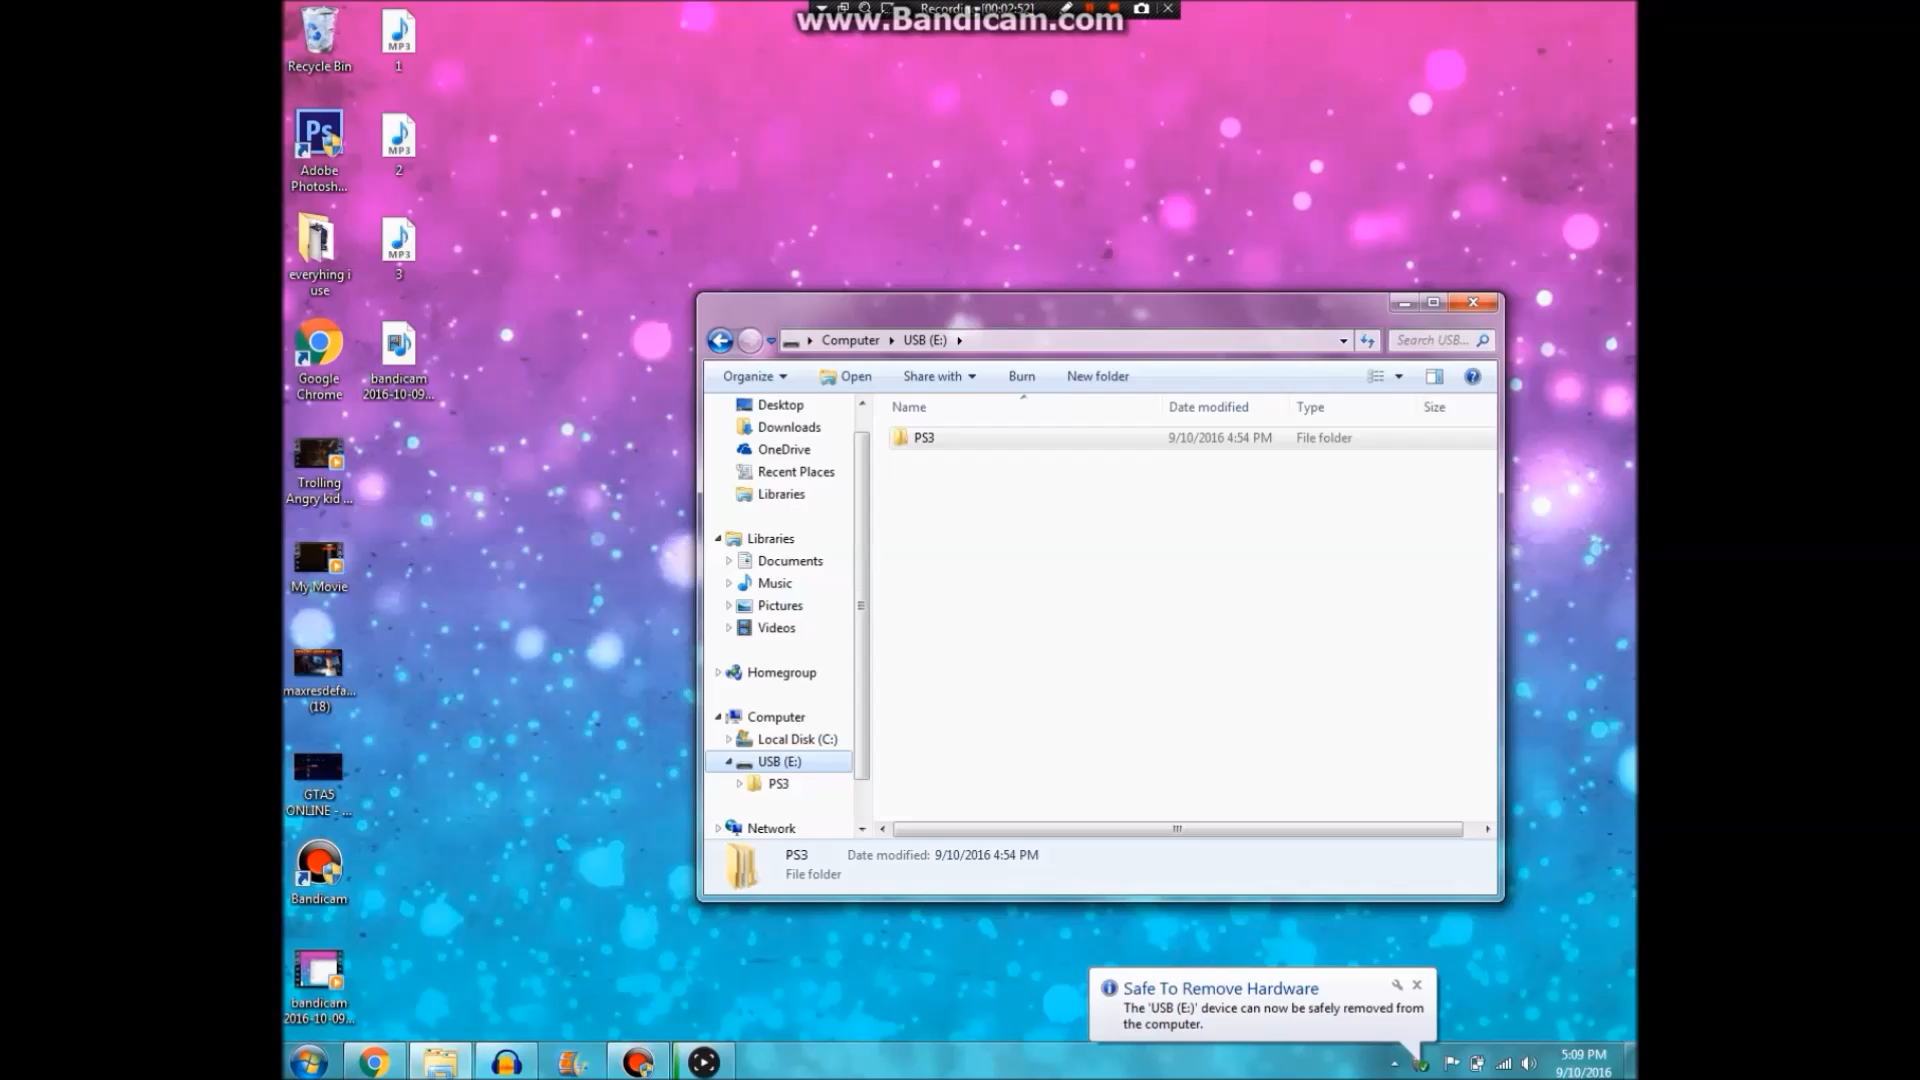 Recording [00:02:52]
www.Bandicam.com
Recycle Bin
1
Ps
Adobe
Photosh...
MP3
2
everyhing i
use
MP3
3
Google
Chrome
bandicam
2016-10-09...
Trolling
Angry kid ...
My Movie
maxresdefa...
(18)
GTA5
ONLINE - ...
Bandicam
bandicam
2016-10-09...
MP3
Computer USB (E:)
Search USB...
Organize Open Share with Burn New folder
Desktop
Downloads
OneDrive
Recent Places
Libraries
Libraries
Documents
Music
Pictures
Videos
Homegroup
Computer
Local Disk (C:)
USB (E:)
PS3
Network
Name Date modified Type Size
PS3 9/10/2016 4:54 PM File folder
PS3 Date modified: 9/10/2016 4:54 PM
File folder
Safe To Remove Hardware
The 'USB (E:)' device can now be safely removed from
the computer.
5:09 PM
9/10/2016